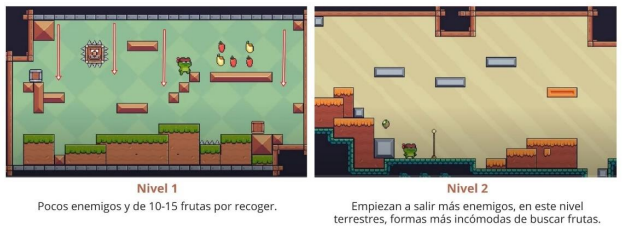 Nivel 1
Pocos enemigos y de 10-15 frutas por recoger.
Nivel 2
Empiezan a salir más enemigos, en este nivel
terrestres, formas más incómodas de buscar frutas.